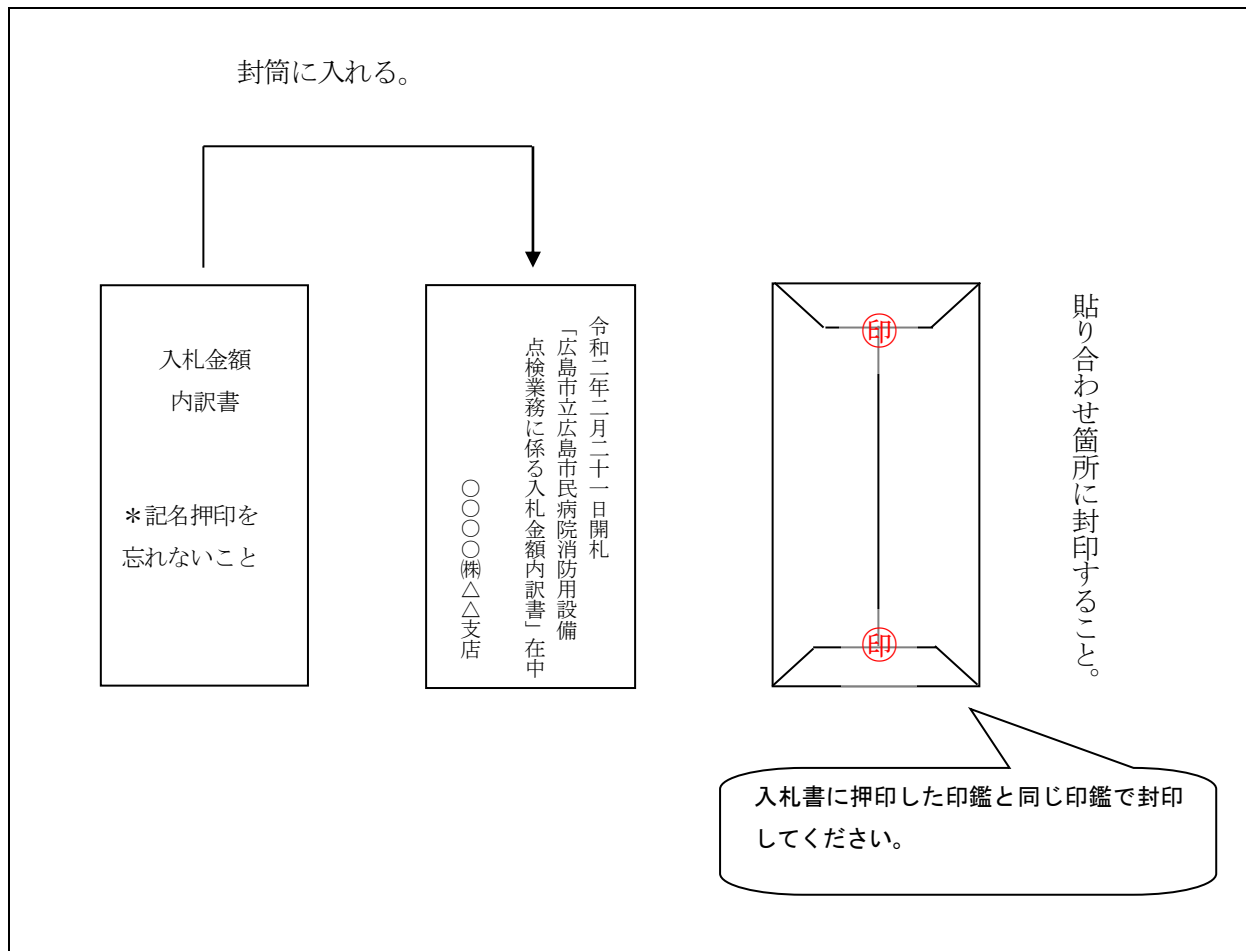 封筒に入れる。
入札金額
内訳書
＊記名押印を
忘れないこと
令和二年二月二十一日開札
「広島市立広島市民病院消防用設備
点検業務に係る入札金額内訳書」在中
○○○○㈱△△支店
印
印
貼り合わせ箇所に封印すること。
入札書に押印した印鑑と同じ印鑑で封印
してください。